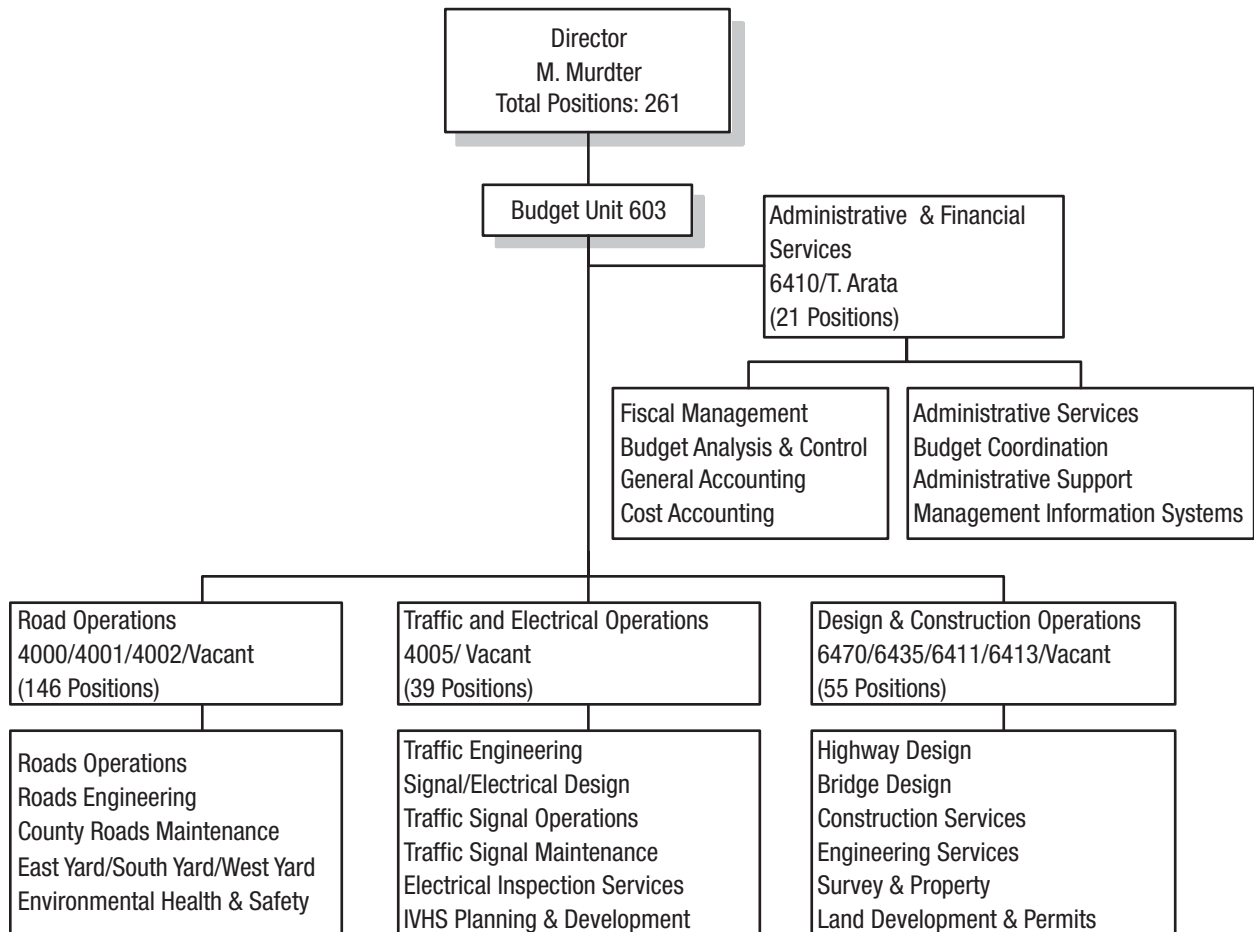 Director
M. Murdter
Total Positions: 261
Budget Unit 603
Administrative & Financial
Services
6410/T. Arata
(21 Positions)
Fiscal Management
Budget Analysis & Control
General Accounting
Cost Accounting
Administrative Services
Budget Coordination
Administrative Support
Management Information Systems
Road Operations
4000/4001/4002/Vacant
(146 Positions)
Traffic and Electrical Operations
4005/ Vacant
(39 Positions)
Design & Construction Operations
6470/6435/6411/6413/Vacant
(55 Positions)
Roads Operations
Roads Engineering
County Roads Maintenance
East Yard/South Yard/West Yard
Environmental Health & Safety
Traffic Engineering
Signal/Electrical Design
Traffic Signal Operations
Traffic Signal Maintenance
Electrical Inspection Services
IVHS Planning & Development
Highway Design
Bridge Design
Construction Services
Engineering Services
Survey & Property
Land Development & Permits